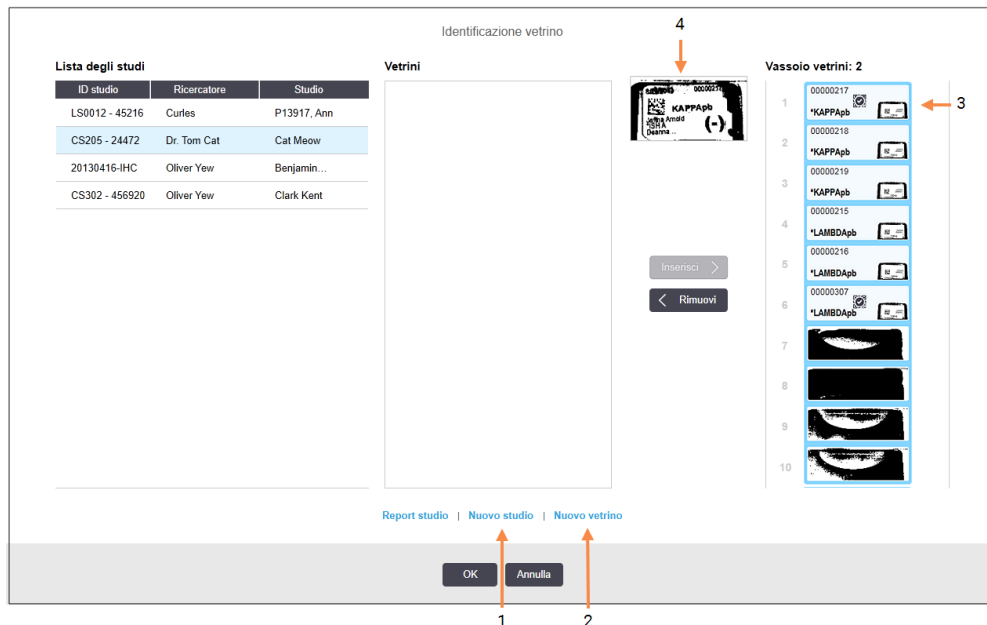 Identificazione vetrino
4
Lista degli studi
Vetrini
Vassoio vetrini: 2
ID studio Ricercatore Studio
LS0012 - 45216 Curles P13917, Ann
CS205 - 24472 Dr. Tom Cat Cat Meow
20130416-IHC Oliver Yew Benjamin...
CS302 - 456920 Oliver Yew Clark Kent
KAPPApb
Arnold
Deanna...
(-)
Inserisci
Rimuovi
1
00000217
*KAPPApb
3
2
00000218
*KAPPApb
3
00000219
*KAPPApb
4
00000215
*LAMBDApb
5
00000216
*LAMBDApb
6
00000307
*LAMBDApb
7
8
9
10
Report studio | Nuovo studio | Nuovo vetrino
OK Annulla
1 2